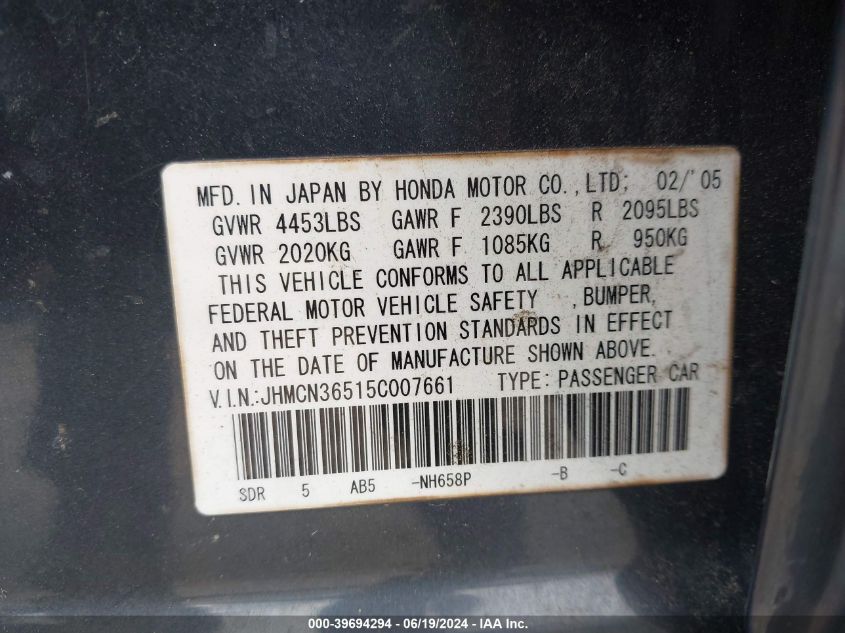 MFD. IN JAPAN BY HONDA MOTOR CO., LTD; 02/'05
GVWR 4453LBS GAWR F 2390LBS R 2095LBS
GVWR 2020KG GAWR F 1085KG R 950KG
THIS VEHICLE CONFORMS TO ALL APPLICABLE
FEDERAL MOTOR VEHICLE SAFETY , BUMPER,
AND THEFT PREVENTION STANDARDS IN EFFECT
ON THE DATE OF MANUFACTURE SHOWN ABOVE.
V.I.N.:JHMCN36515C007661 TYPE: PASSENGER CAR
SDR 5 AB5 -NH658P -B -C
000-39694294 - 06/19/2024 - IAA Inc.